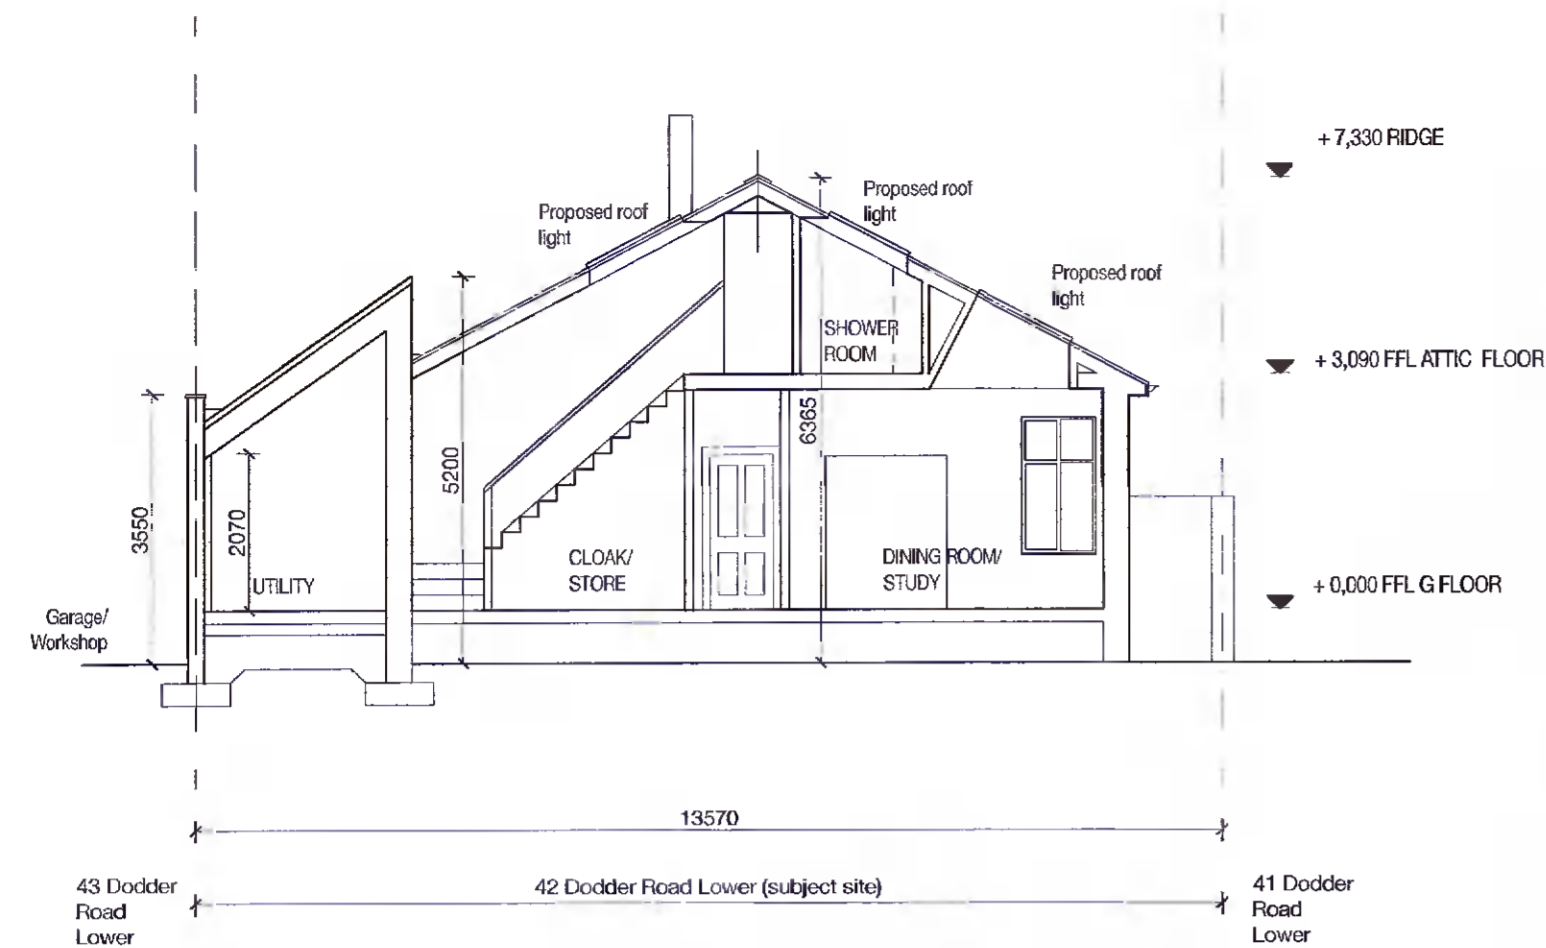 + 7,330 RIDGE
Proposed roof
light
Proposed roof
light
Proposed roof
light
SHOWER
ROOM
+ 3,090 FFL ATTIC FLOOR
6365
5200
3550
2070
UTILITY
CLOAK/
STORE
DINING ROOM/
STUDY
+ 0,000 FFL G FLOOR
Garage/
Workshop
13570
43 Dodder
Road
Lower
42 Dodder Road Lower (subject site)
41 Dodder
Road
Lower